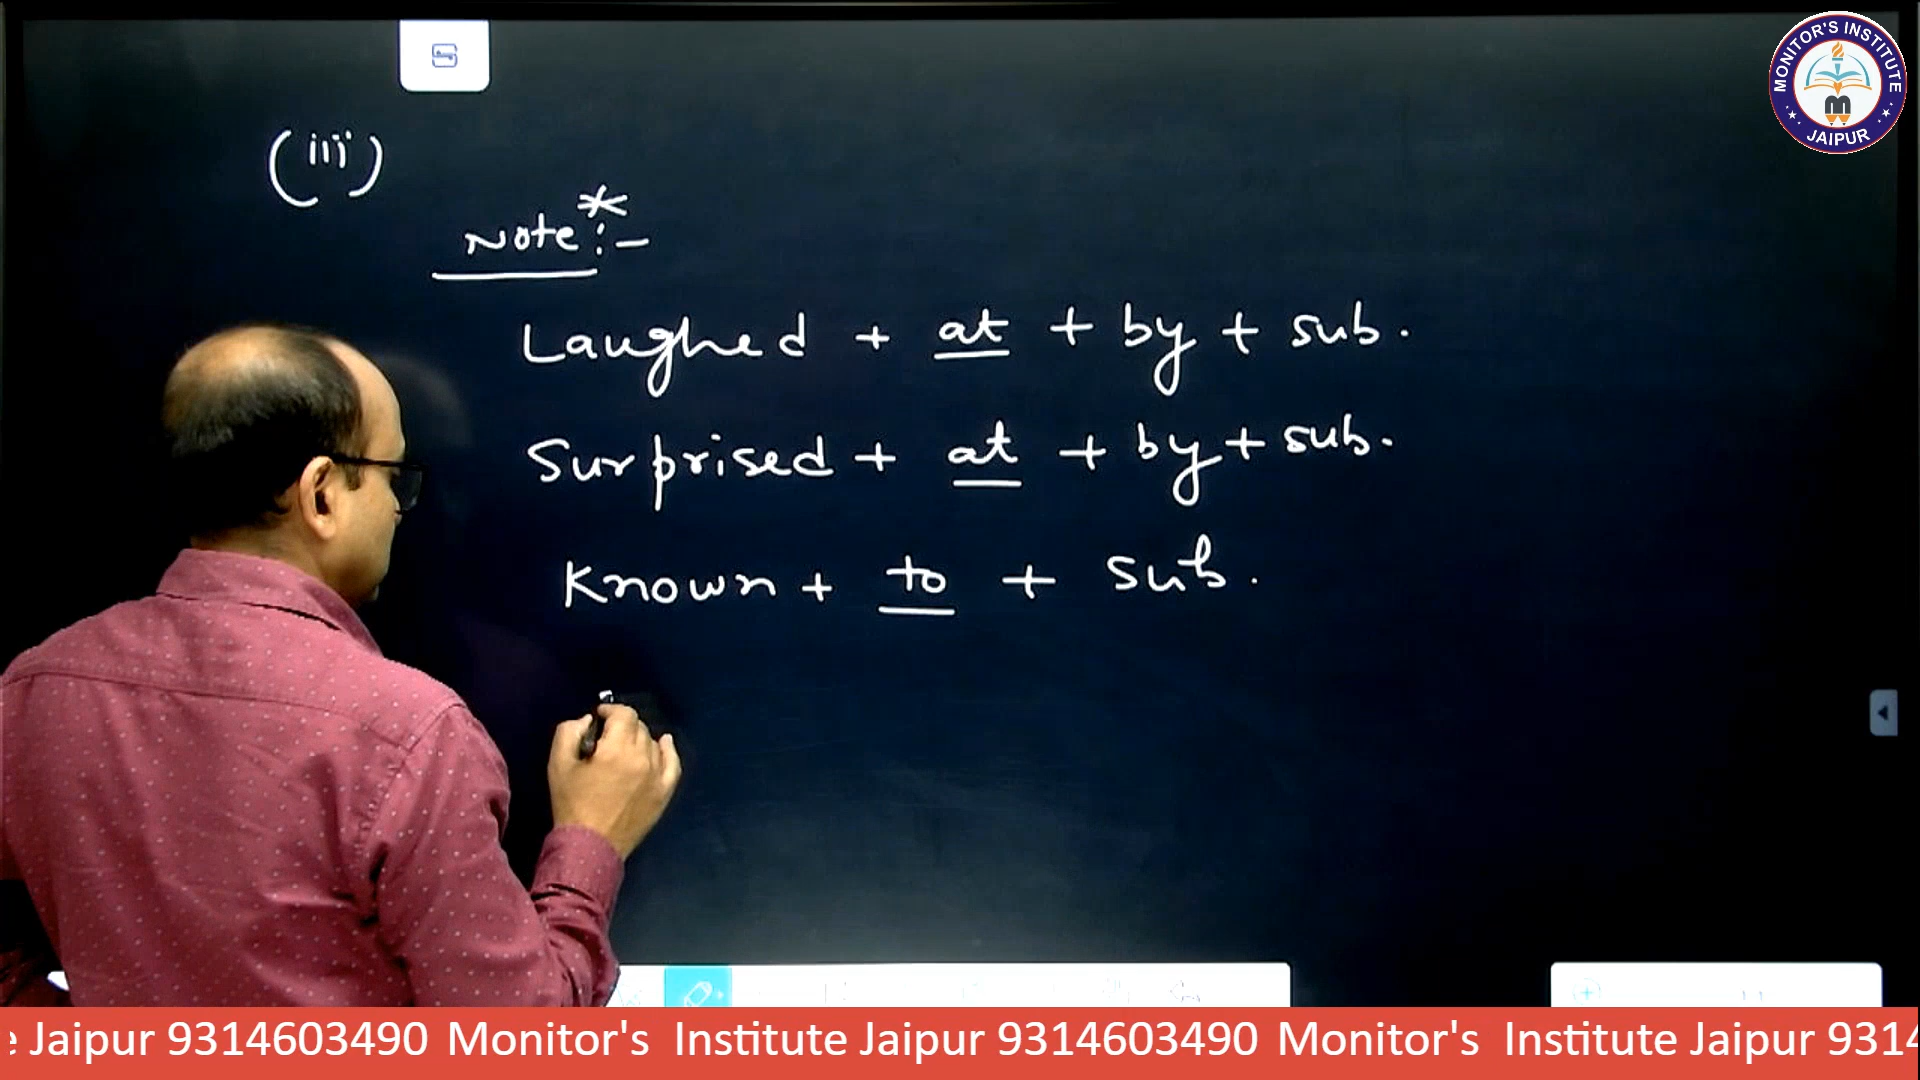 MONITOR'S INSTITUTE
JAIPUR
(iii)
Note*:-
Laughed + at + by + sub.
Surprised + at + by + sub.
Known + to + sub.
e Jaipur 9314603490 Monitor's Institute Jaipur 9314603490 Monitor's Institute Jaipur 9314